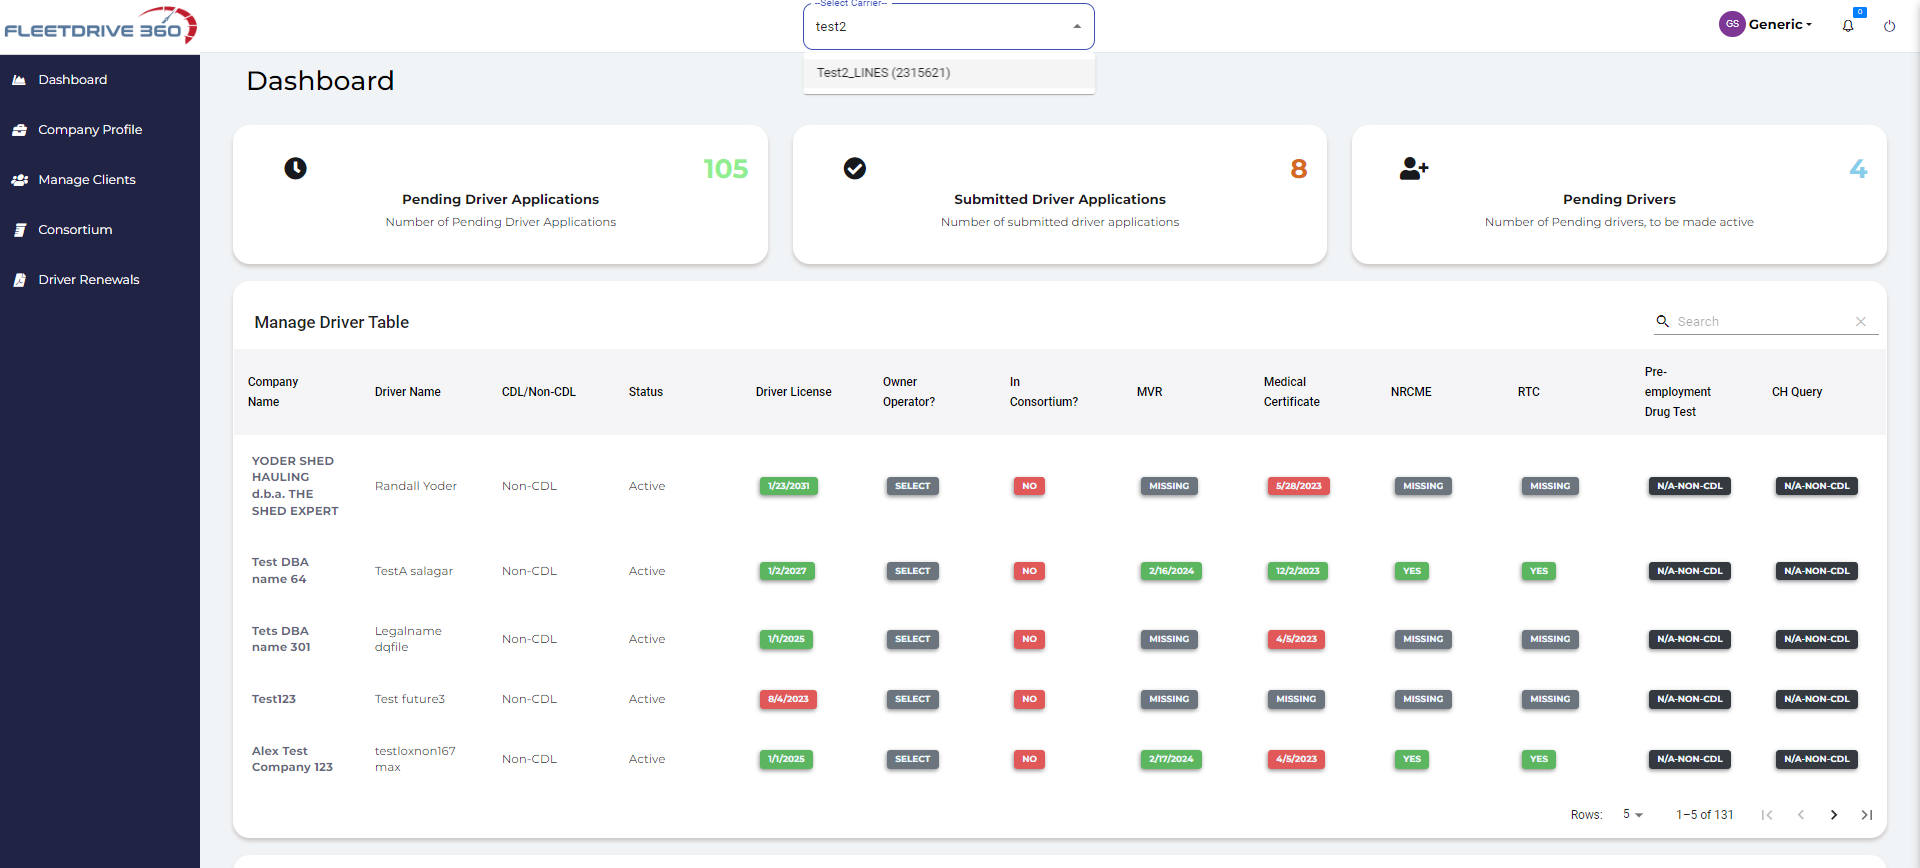 FLEETDRIVE 360
--Select Carrier--
test2
Test2_LINES (2315621)
GS Generic
0
Dashboard
Company Profile
Manage Clients
Consortium
Driver Renewals
Dashboard
105
Pending Driver Applications
Number of Pending Driver Applications
8
Submitted Driver Applications
Number of submitted driver applications
4
Pending Drivers
Number of Pending drivers, to be made active
Manage Driver Table
Search
Company
Name
Driver Name
CDL/Non-CDL
Status
Driver License
Owner
Operator?
In
Consortium?
MVR
Medical
Certificate
NRCME
RTC
Pre-
employment
Drug Test
CH Query
YODER SHED
HAULING
d.b.a. THE
SHED EXPERT
Randall Yoder
Non-CDL
Active
1/23/2031
SELECT
NO
MISSING
5/28/2023
MISSING
MISSING
N/A-NON-CDL
N/A-NON-CDL
Test DBA
name 64
TestA salagar
Non-CDL
Active
1/2/2027
SELECT
NO
2/16/2024
12/2/2023
YES
YES
N/A-NON-CDL
N/A-NON-CDL
Tets DBA
name 301
Legalname
dqfile
Non-CDL
Active
1/1/2025
SELECT
NO
MISSING
4/5/2023
MISSING
MISSING
N/A-NON-CDL
N/A-NON-CDL
Test123
Test future3
Non-CDL
Active
8/4/2023
SELECT
NO
MISSING
MISSING
MISSING
MISSING
N/A-NON-CDL
N/A-NON-CDL
Alex Test
Company 123
testloxnon167
max
Non-CDL
Active
1/1/2025
SELECT
NO
2/17/2024
4/5/2023
YES
YES
N/A-NON-CDL
N/A-NON-CDL
Rows: 5 1–5 of 131